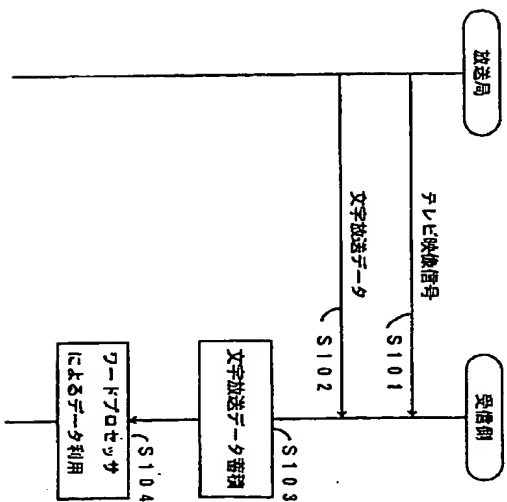 放送局
受信側
テレビ映像信号
S101
文字放送データ
S102
文字放送データ蓄積
S103
ワードプロセッサ
によるデータ利用
S104